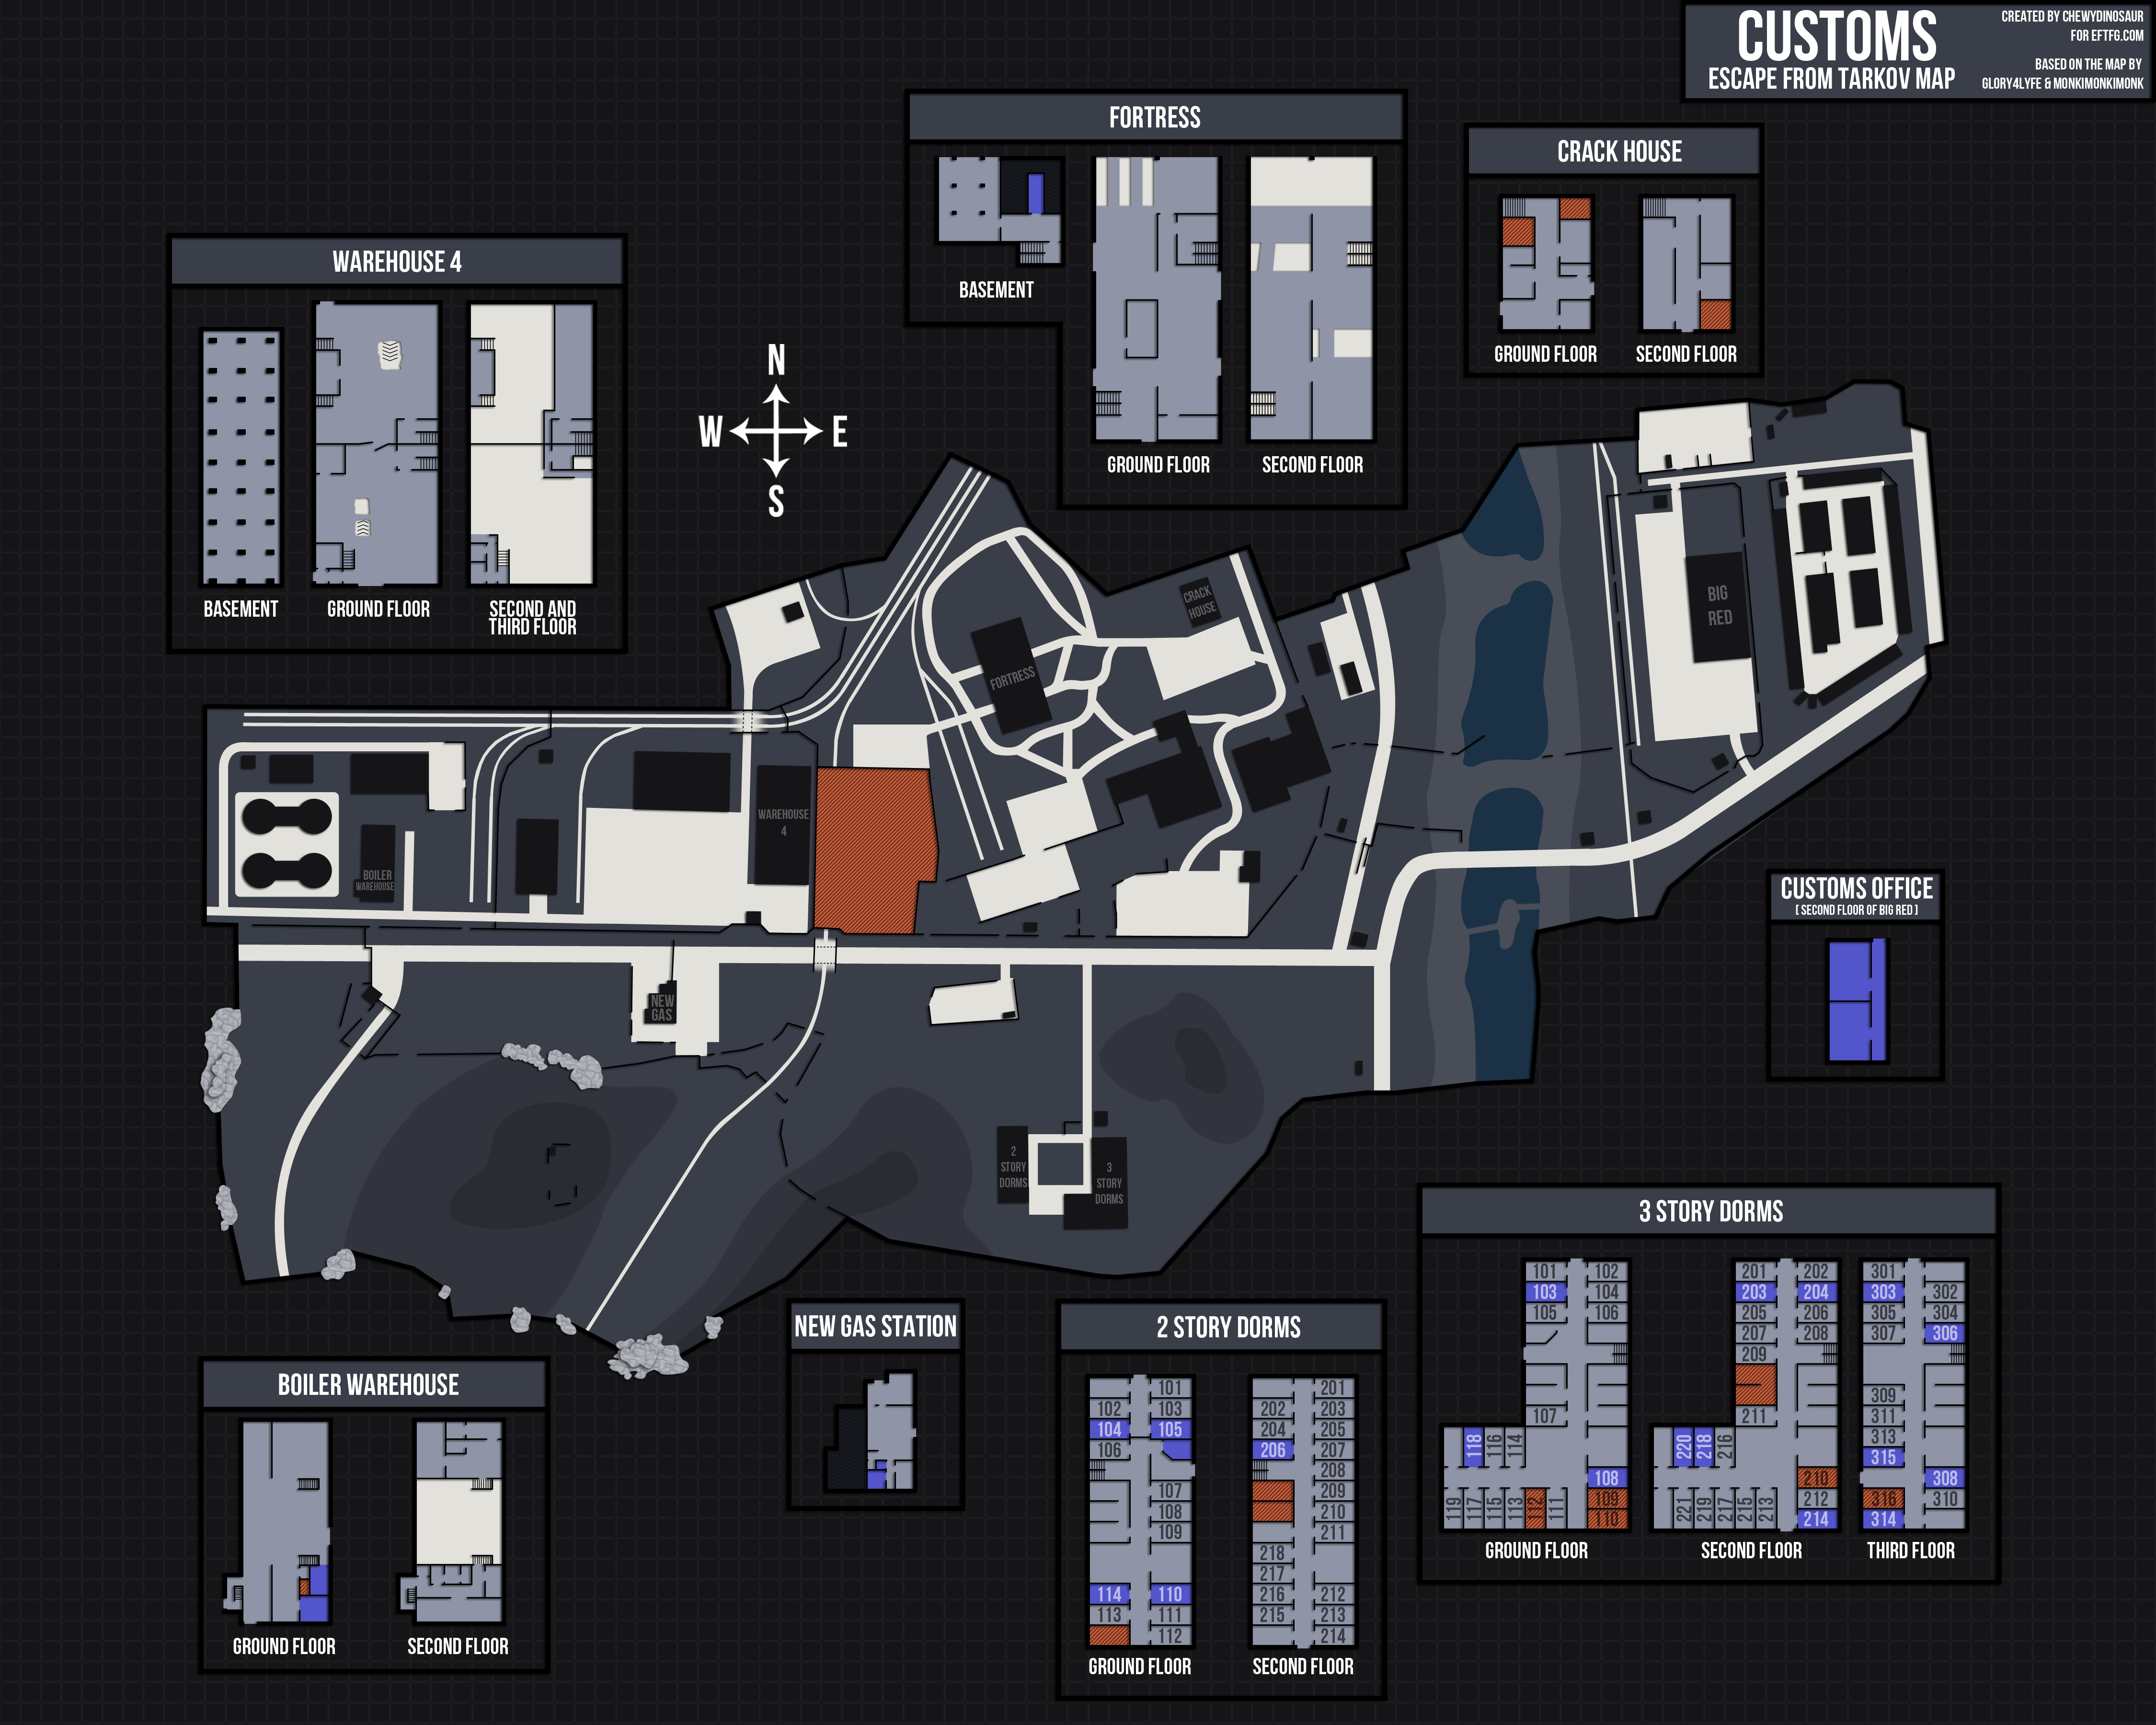 CUSTOMS
ESCAPE FROM TARKOV MAP
CREATED BY CHEWYDINOSAUR
FOR EFTFG.COM
BASED ON THE MAP BY
GLORY4LYFE & MONKIMONKIMONK
FORTRESS
BASEMENT
GROUND FLOOR
SECOND FLOOR
CRACK HOUSE
GROUND FLOOR
SECOND FLOOR
WAREHOUSE 4
BASEMENT
GROUND FLOOR
SECOND AND
THIRD FLOOR
N
W
E
S
CRACK
HOUSE
FORTRESS
BIG
RED
WAREHOUSE
4
BOILER
WAREHOUSE
NEW
GAS
2
STORY
DORMS
3
STORY
DORMS
CUSTOMS OFFICE
[ SECOND FLOOR OF BIG RED ]
3 STORY DORMS
101
102
103
104
105
106
107
118
116
114
108
119
117
115
113
112
111
109
110
GROUND FLOOR
201
202
203
204
205
206
207
208
209
211
220
218
216
210
221
219
217
215
213
212
214
SECOND FLOOR
301
303
302
305
304
307
306
309
311
313
315
308
316
310
314
THIRD FLOOR
NEW GAS STATION
2 STORY DORMS
101
102
103
104
105
106
107
108
109
114
110
113
111
112
GROUND FLOOR
201
202
203
204
205
206
207
208
209
210
211
218
217
216
212
215
213
214
SECOND FLOOR
BOILER WAREHOUSE
GROUND FLOOR
SECOND FLOOR